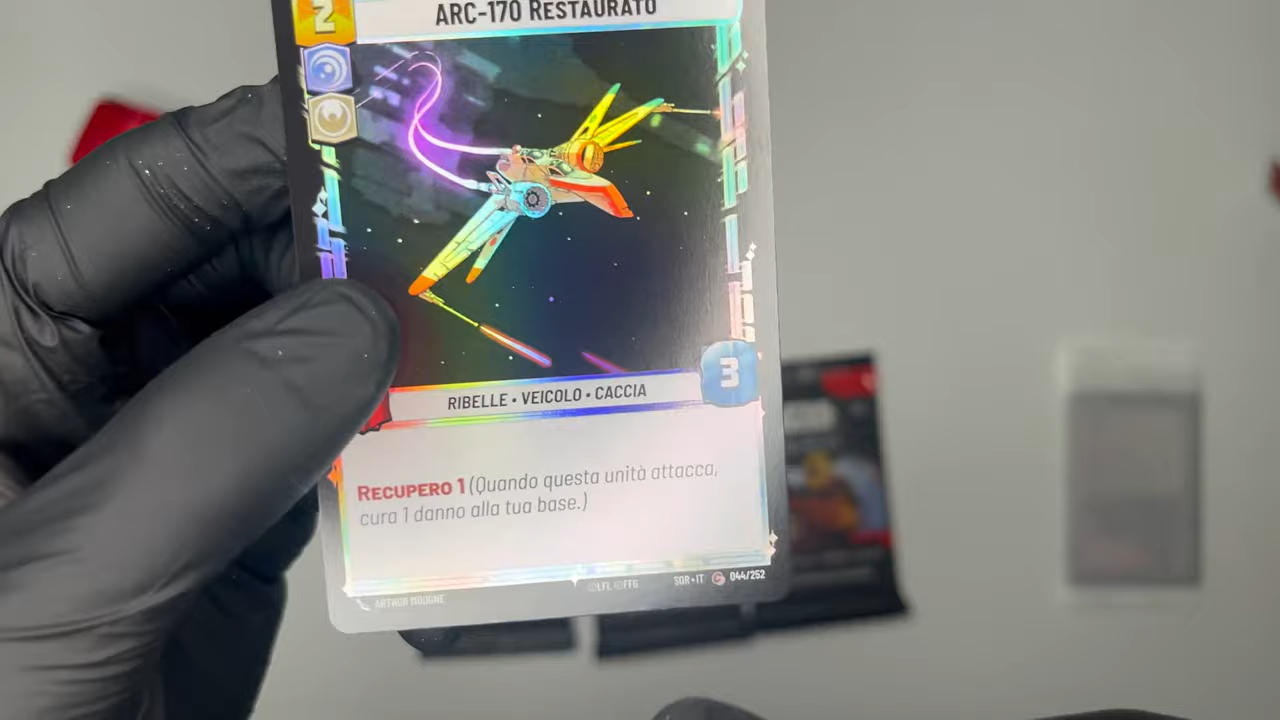 2
ARC-170 RESTAURATO
3
RIBELLE • VEICOLO • CACCIA
RECUPERO 1 (Quando questa unità attacca,
cura 1 danno alla tua base.)
ARTHUR MOUGNE
©LFL ©FFG
SOR • IT
044/252